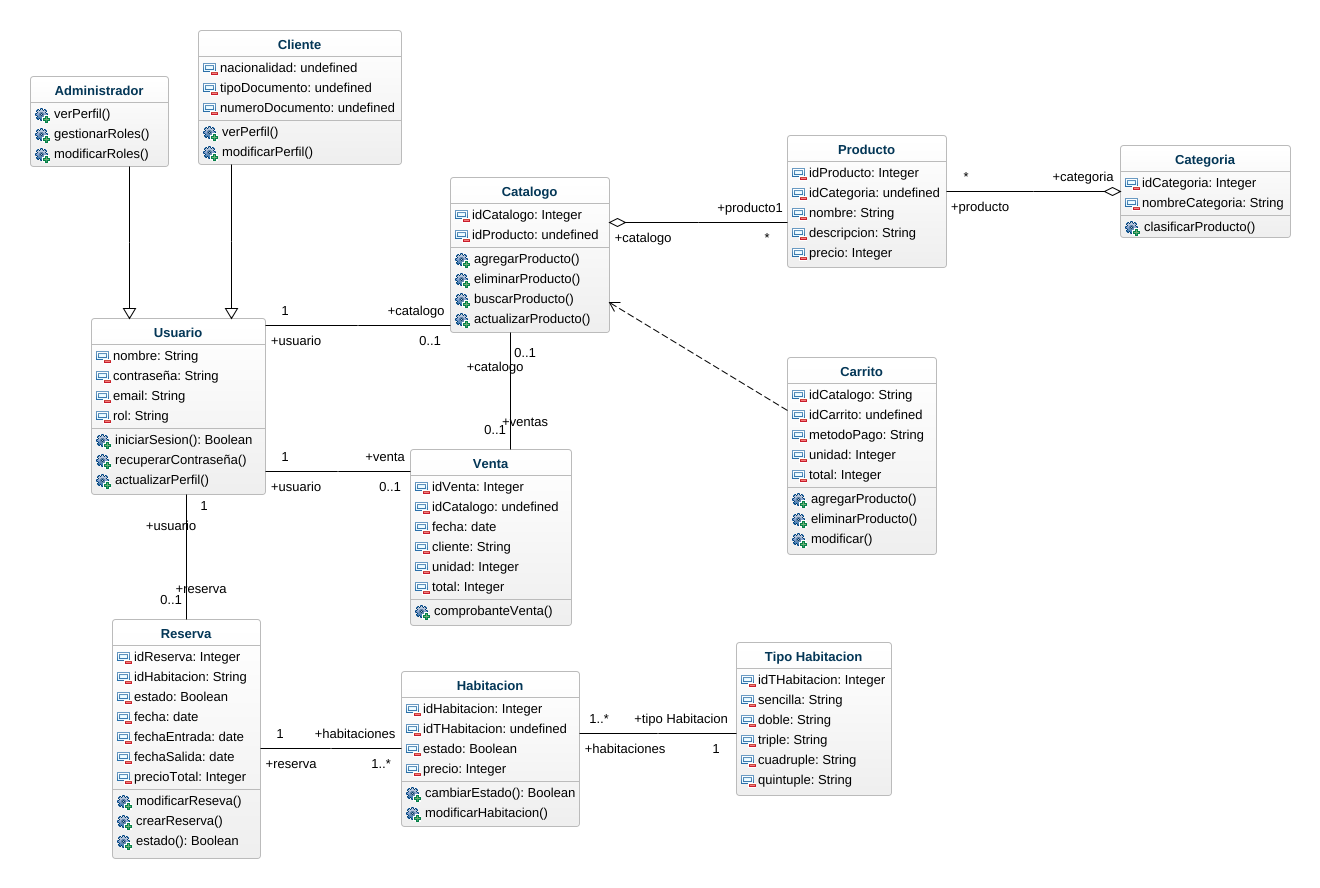 Cliente
nacionalidad: undefined
tipoDocumento: undefined
numeroDocumento: undefined
verPerfil()
modificarPerfil()
Administrador
verPerfil()
gestionarRoles()
modificarRoles()
Catalogo
idCatalogo: Integer
idProducto: undefined
agregarProducto()
eliminarProducto()
buscarProducto()
actualizarProducto()
+producto1
+catalogo
*
Producto
idProducto: Integer
idCategoria: undefined
nombre: String
descripcion: String
precio: Integer
*
+categoria
+producto
Categoria
idCategoria: Integer
nombreCategoria: String
clasificarProducto()
Usuario
nombre: String
contraseña: String
email: String
rol: String
iniciarSesion(): Boolean
recuperarContraseña()
actualizarPerfil()
1
+catalogo
+usuario
0..1
0..1
+catalogo
+ventas
0..1
1
+venta
+usuario
0..1
Carrito
idCatalogo: String
idCarrito: undefined
metodoPago: String
unidad: Integer
total: Integer
agregarProducto()
eliminarProducto()
modificar()
Venta
idVenta: Integer
idCatalogo: undefined
fecha: date
cliente: String
unidad: Integer
total: Integer
comprobanteVenta()
1
+usuario
+reserva
0..1
Reserva
idReserva: Integer
idHabitacion: String
estado: Boolean
fecha: date
fechaEntrada: date
fechaSalida: date
precioTotal: Integer
modificarReseva()
crearReserva()
estado(): Boolean
1
+habitaciones
+reserva
1..*
Habitacion
idHabitacion: Integer
idTHabitacion: undefined
estado: Boolean
precio: Integer
cambiarEstado(): Boolean
modificarHabitacion()
1..*
+tipo Habitacion
+habitaciones
1
Tipo Habitacion
idTHabitacion: Integer
sencilla: String
doble: String
triple: String
cuadruple: String
quintuple: String